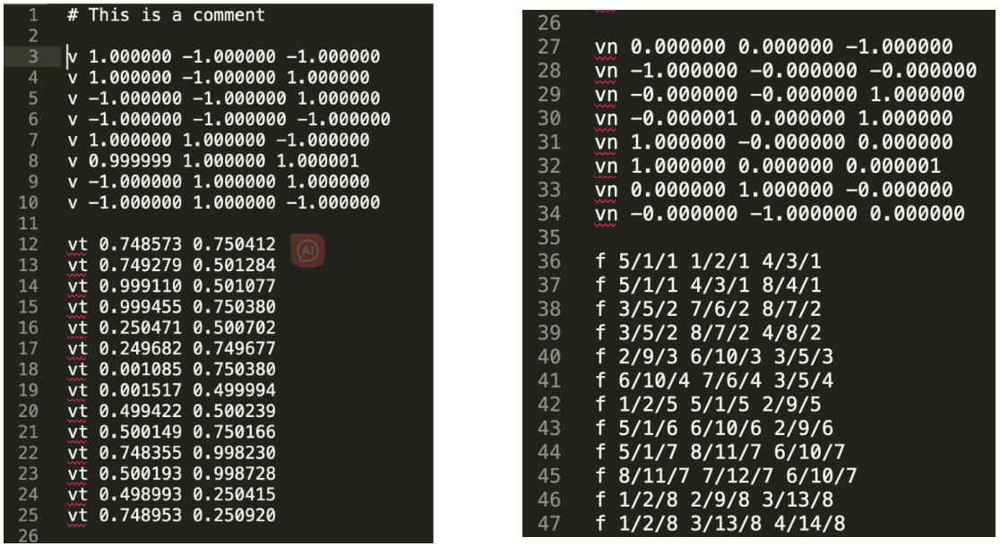 1 # This is a comment
2
3 v 1.000000 -1.000000 -1.000000
4 v 1.000000 -1.000000 1.000000
5 v -1.000000 -1.000000 1.000000
6 v -1.000000 -1.000000 -1.000000
7 v 1.000000 1.000000 -1.000000
8 v 0.999999 1.000000 1.000001
9 v -1.000000 1.000000 1.000000
10 v -1.000000 1.000000 -1.000000
11
12 vt 0.748573 0.750412
AI
13 vt 0.749279 0.501284
14 vt 0.999110 0.501077
15 vt 0.999455 0.750380
16 vt 0.250471 0.500702
17 vt 0.249682 0.749677
18 vt 0.001085 0.750380
19 vt 0.001517 0.499994
20 vt 0.499422 0.500239
21 vt 0.500149 0.750166
22 vt 0.748355 0.998230
23 vt 0.500193 0.998728
24 vt 0.498993 0.250415
25 vt 0.748953 0.250920
26
26
27 vn 0.000000 0.000000 -1.000000
28 vn -1.000000 -0.000000 -0.000000
29 vn -0.000000 -0.000000 1.000000
30 vn -0.000001 0.000000 1.000000
31 vn 1.000000 -0.000000 0.000000
32 vn 1.000000 0.000000 0.000001
33 vn 0.000000 1.000000 -0.000000
34 vn -0.000000 -1.000000 0.000000
35
36 f 5/1/1 1/2/1 4/3/1
37 f 5/1/1 4/3/1 8/4/1
38 f 3/5/2 7/6/2 8/7/2
39 f 3/5/2 8/7/2 4/8/2
40 f 2/9/3 6/10/3 3/5/3
41 f 6/10/4 7/6/4 3/5/4
42 f 1/2/5 5/1/5 2/9/5
43 f 5/1/6 6/10/6 2/9/6
44 f 5/1/7 8/11/7 6/10/7
45 f 8/11/7 7/12/7 6/10/7
46 f 1/2/8 2/9/8 3/13/8
47 f 1/2/8 3/13/8 4/14/8